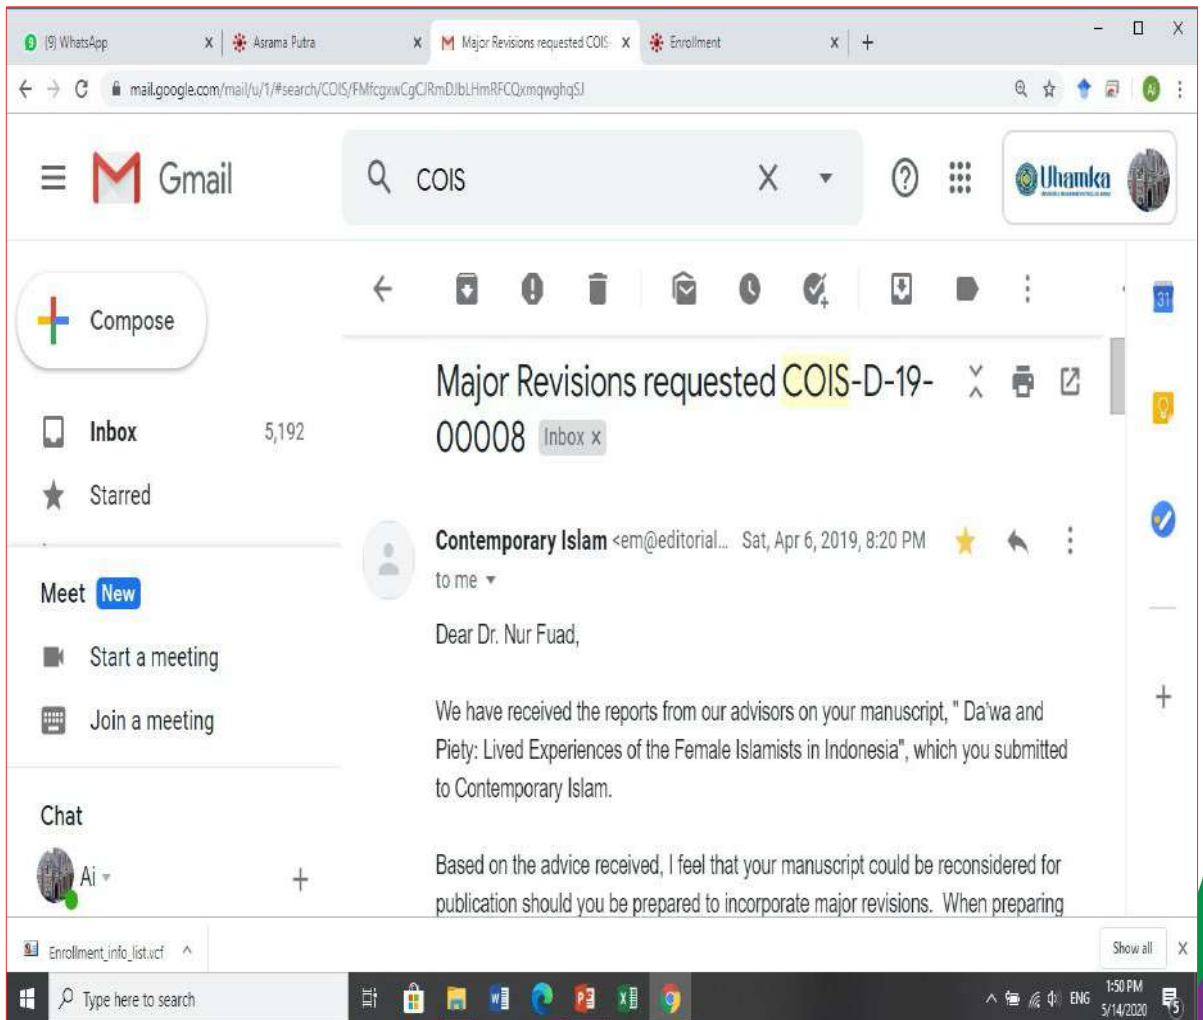 (9) WhatsApp
Asrama Putra
Major Revisions requested COIS-
Enrollment
mail.google.com/mail/u/1/#search/COIS/
Gmail
COIS
Uhamka
Compose
Inbox 5,192
Starred
Meet New
Start a meeting
Join a meeting
Chat
Ai
31
Major Revisions requested COIS-D-19-
00008 Inbox x
Contemporary Islam <em@editorial... Sat, Apr 6, 2019, 8:20 PM
to me
Dear Dr. Nur Fuad,
We have received the reports from our advisors on your manuscript, " Da'wa and
Piety: Lived Experiences of the Female Islamists in Indonesia", which you submitted
to Contemporary Islam.
Based on the advice received, I feel that your manuscript could be reconsidered for
publication should you be prepared to incorporate major revisions. When preparing
Enrollment_info_list.vcf
Show all
Type here to search
ENG
1:50 PM
5/14/2020